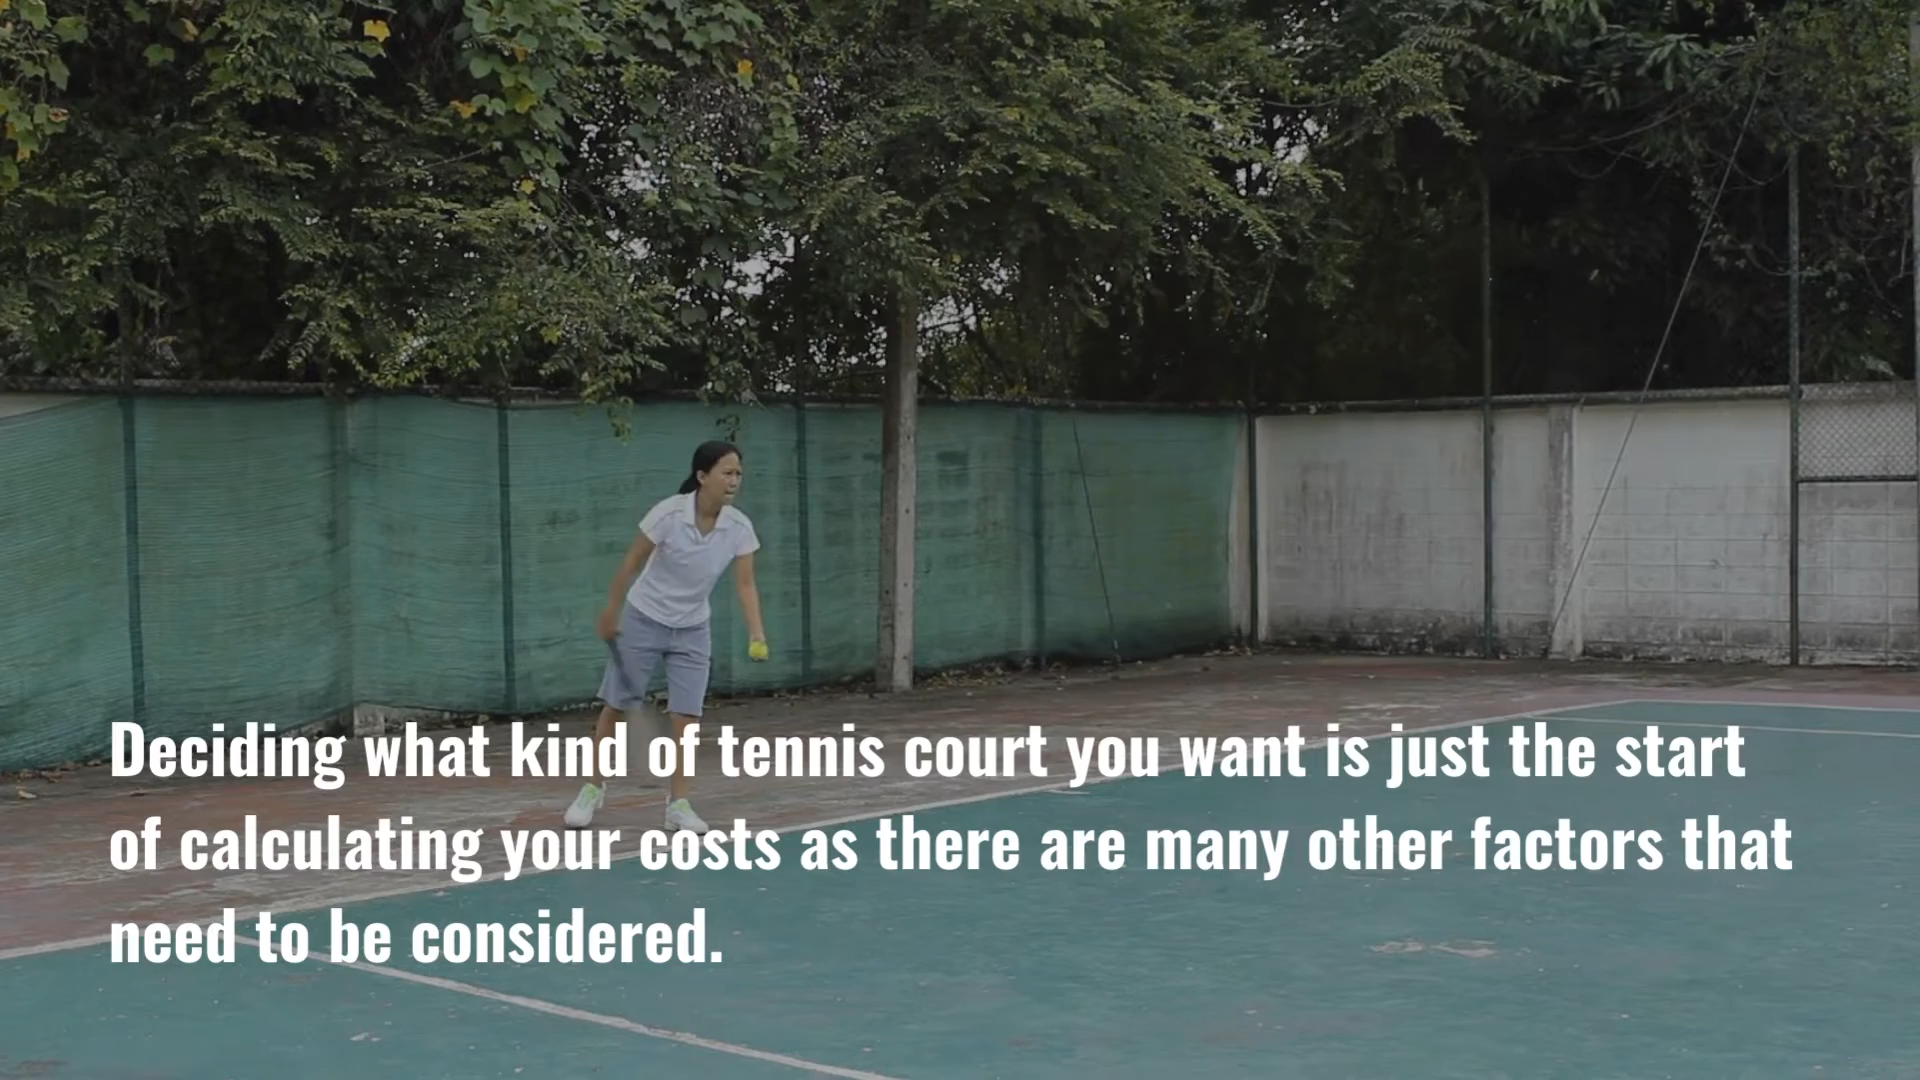 Deciding what kind of tennis court you want is just the start
of calculating your costs as there are many other factors that
need to be considered.